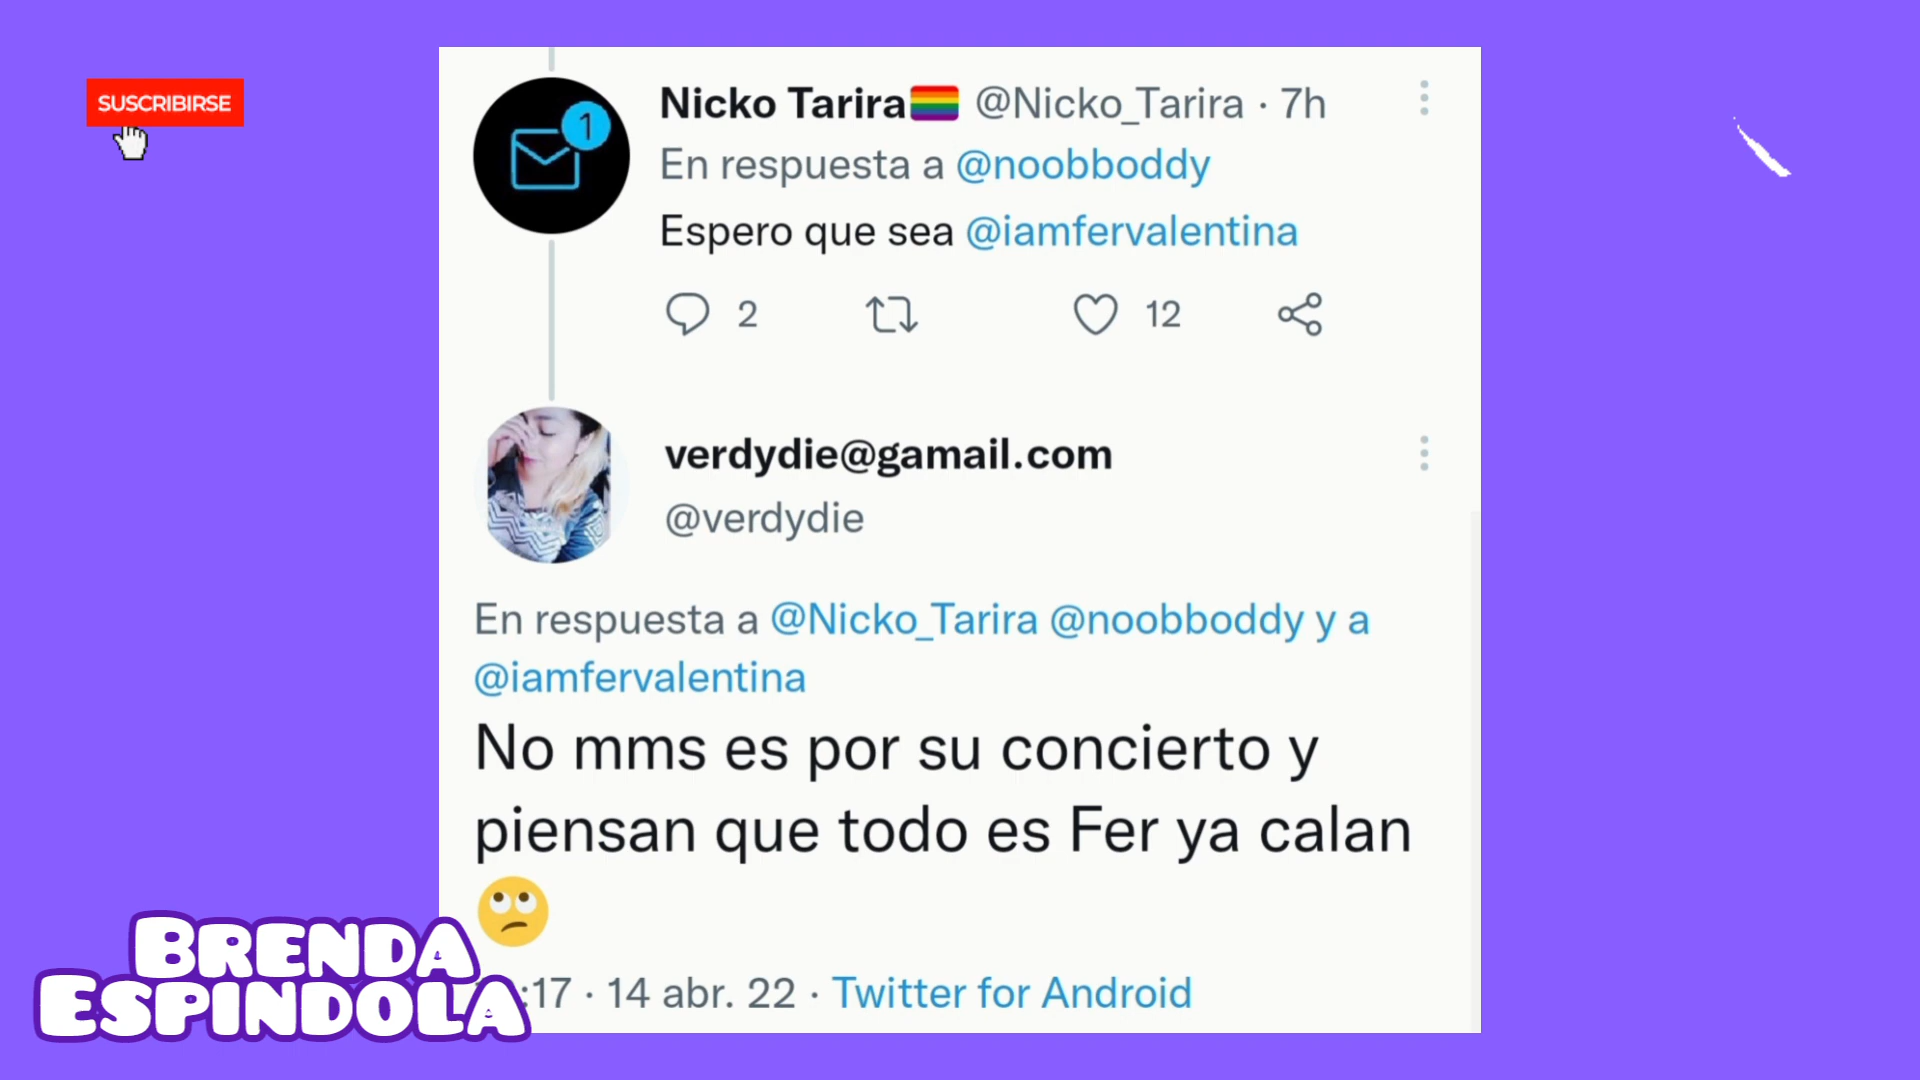 SUSCRIBIRSE
Nicko Tarira🏳️‍🌈 @Nicko_Tarira · 7h
1
En respuesta a @noobboddy
Espero que sea @iamfervalentina
2 12
verdydie@gamail.com
@verdydie
En respuesta a @Nicko_Tarira @noobboddy y a
@iamfervalentina
No mms es por su concierto y
piensan que todo es Fer ya calan
🙄
:17 · 14 abr. 22 · Twitter for Android
BRENDA
ESPINDOLA